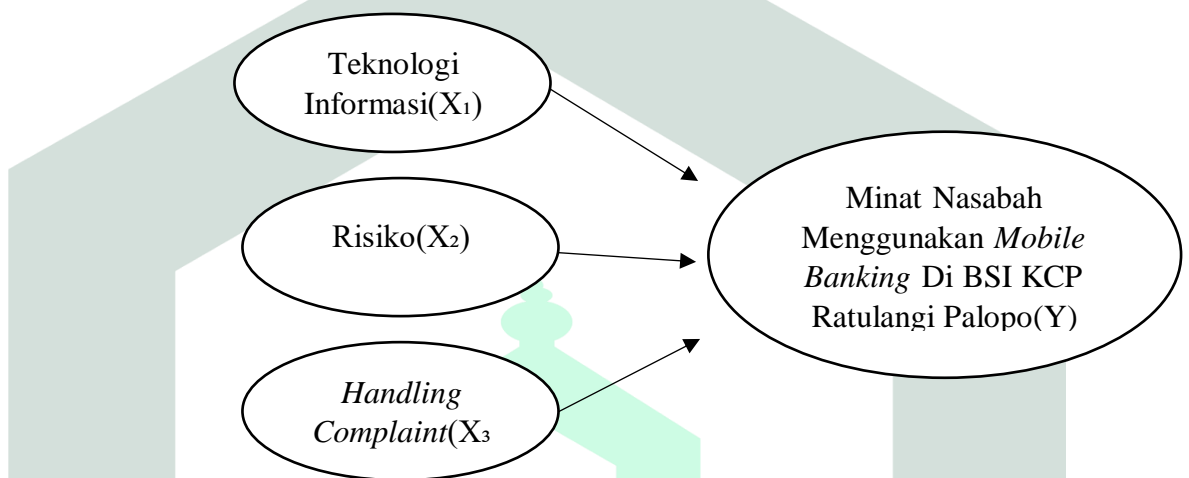 Teknologi
Informasi(X₁)
Risiko(X₂)
Handling
Complaint(X₃
Minat Nasabah
Menggunakan Mobile
Banking Di BSI KCP
Ratulangi Palopo(Y)